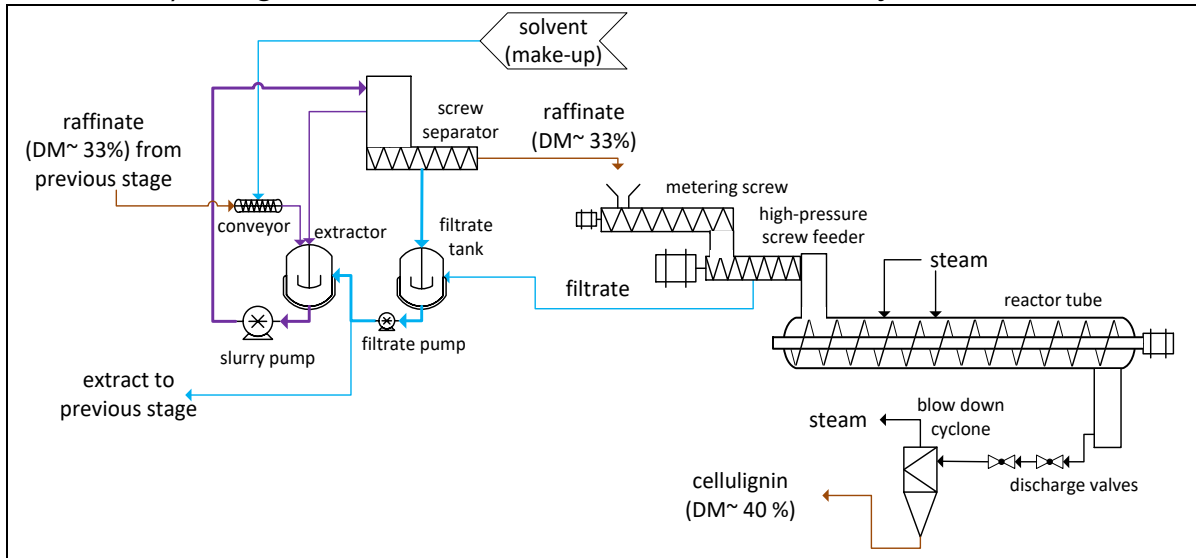 solvent
(make-up)
raffinate
(DM~ 33%) from
previous stage
screw
separator
raffinate
(DM~ 33%)
metering screw
high-pressure
screw feeder
conveyor
extractor
filtrate
tank
filtrate
steam
reactor tube
slurry pump
filtrate pump
extract to
previous stage
steam
blow down
cyclone
discharge valves
cellulignin
(DM~ 40 %)